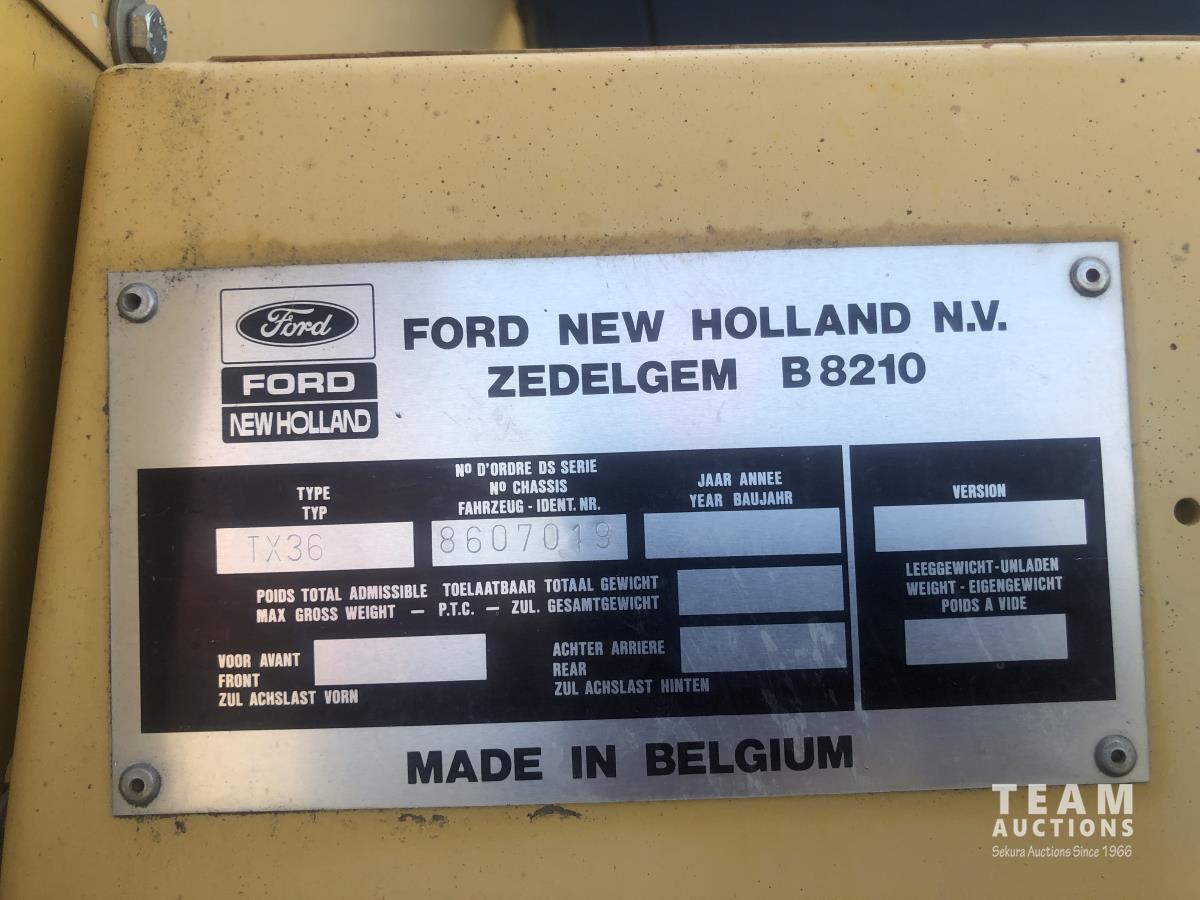 Ford
FORD
NEW HOLLAND
FORD NEW HOLLAND N.V.
ZEDELGEM B 8210
TYPE
TYP
TX36
Nº D'ORDRE DS SERIE
Nº CHASSIS
FAHRZEUG - IDENT. NR.
8607019
JAAR ANNEE
YEAR BAUJAHR
VERSION
POIDS TOTAL ADMISSIBLE TOELAATBAAR TOTAAL GEWICHT
MAX GROSS WEIGHT - P.T.C. - ZUL. GESAMTGEWICHT
LEEGGEWICHT-UNLADEN
WEIGHT - EIGENGEWICHT
POIDS A VIDE
VOOR AVANT
FRONT
ZUL ACHSLAST VORN
ACHTER ARRIERE
REAR
ZUL ACHSLAST HINTEN
MADE IN BELGIUM
TEAM
AUCTIONS
Sekura Auctions Since 1966